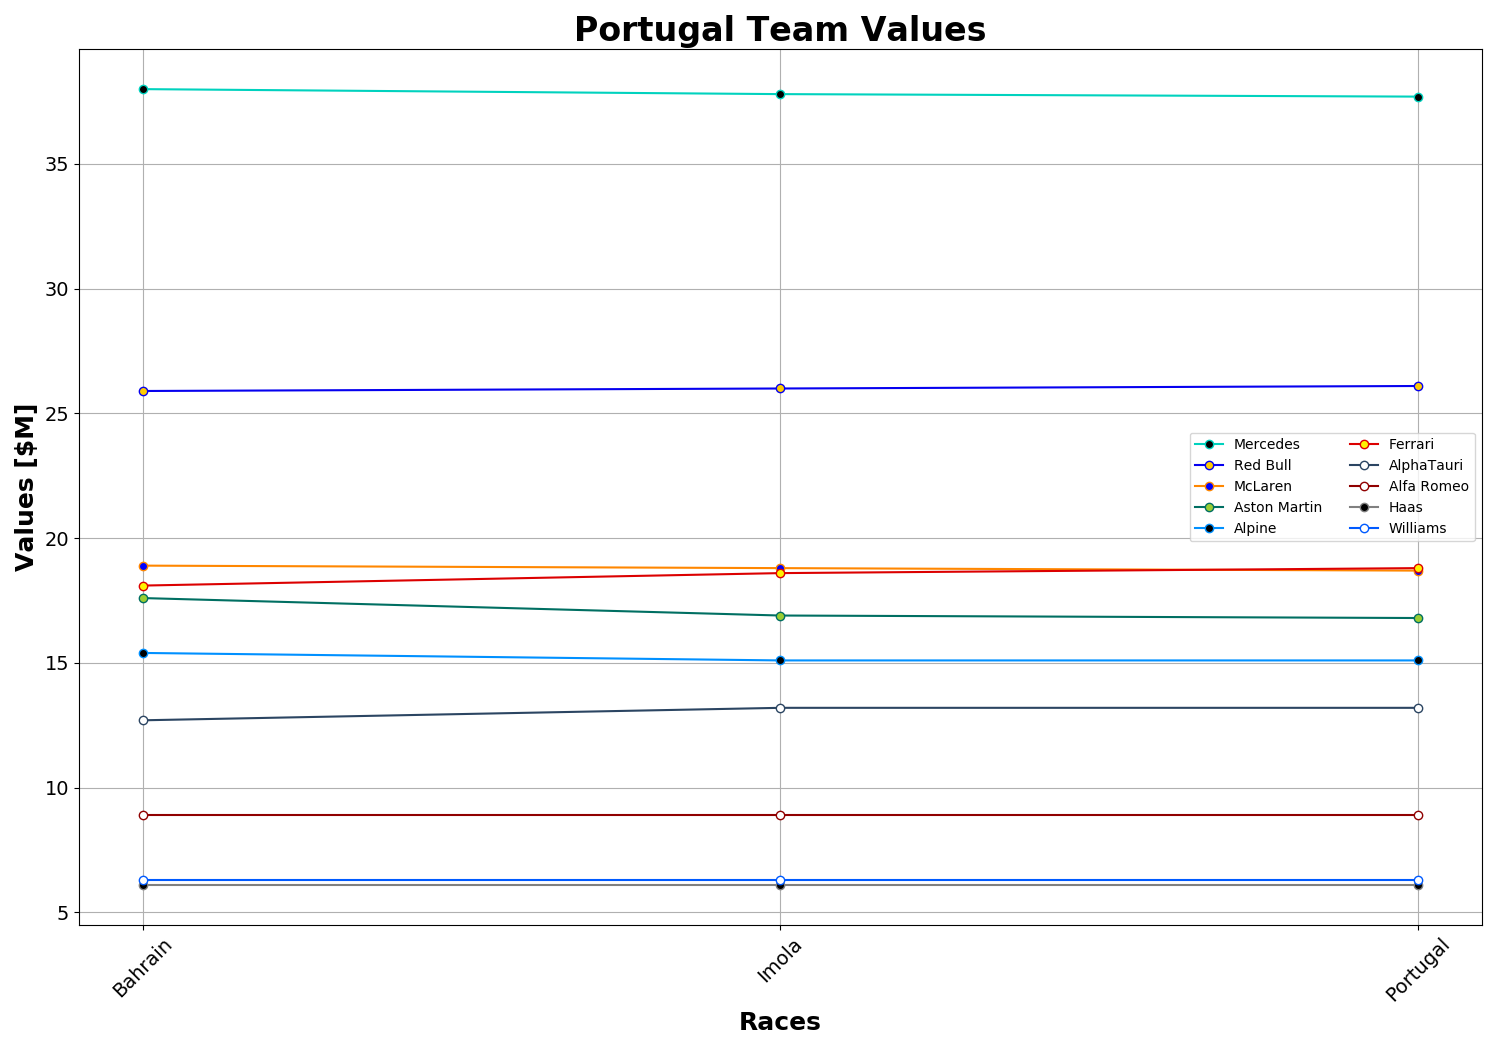 Portugal Team Values
Values [$M]
35
30
25
20
15
10
5
Mercedes
Red Bull
McLaren
Aston Martin
Alpine
Ferrari
AlphaTauri
Alfa Romeo
Haas
Williams
Bahrain
Imola
Portugal
Races